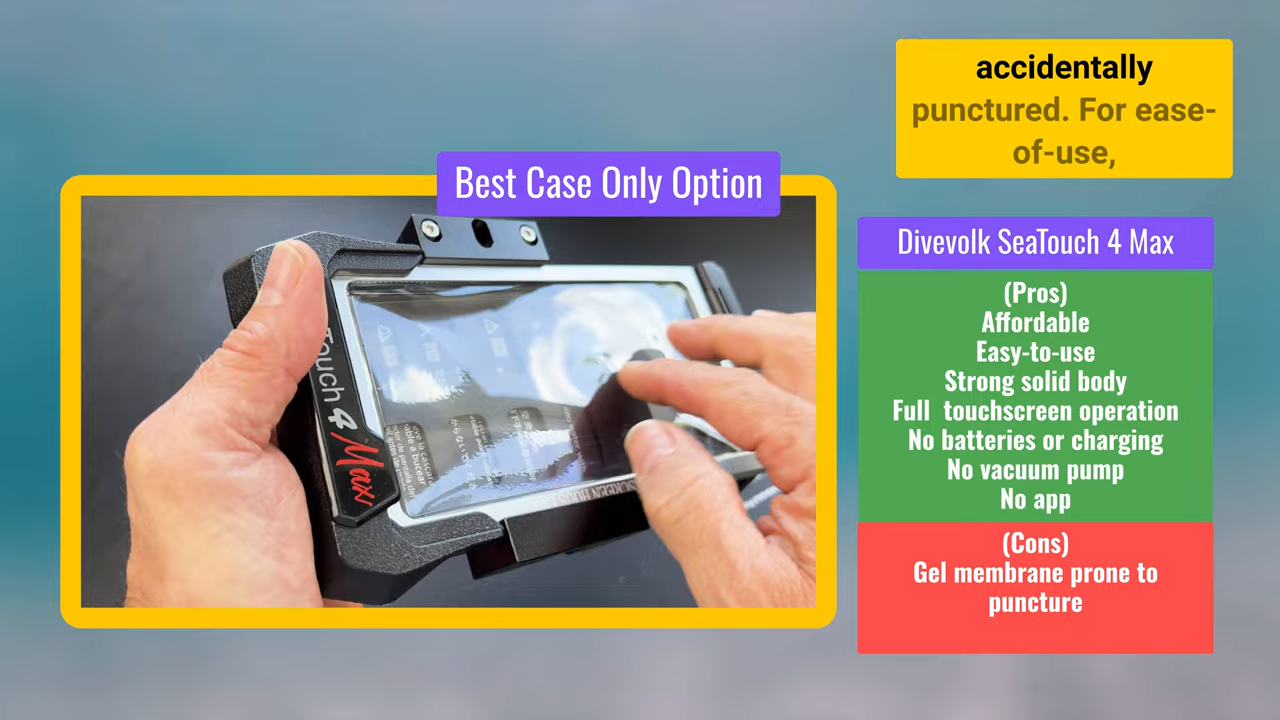 accidentally
punctured. For ease-
of-use,
Best Case Only Option
Divevolk SeaTouch 4 Max
(Pros)
Affordable
Easy-to-use
Strong solid body
Full touchscreen operation
No batteries or charging
No vacuum pump
No app
(Cons)
Gel membrane prone to
puncture
Touch 4 Max